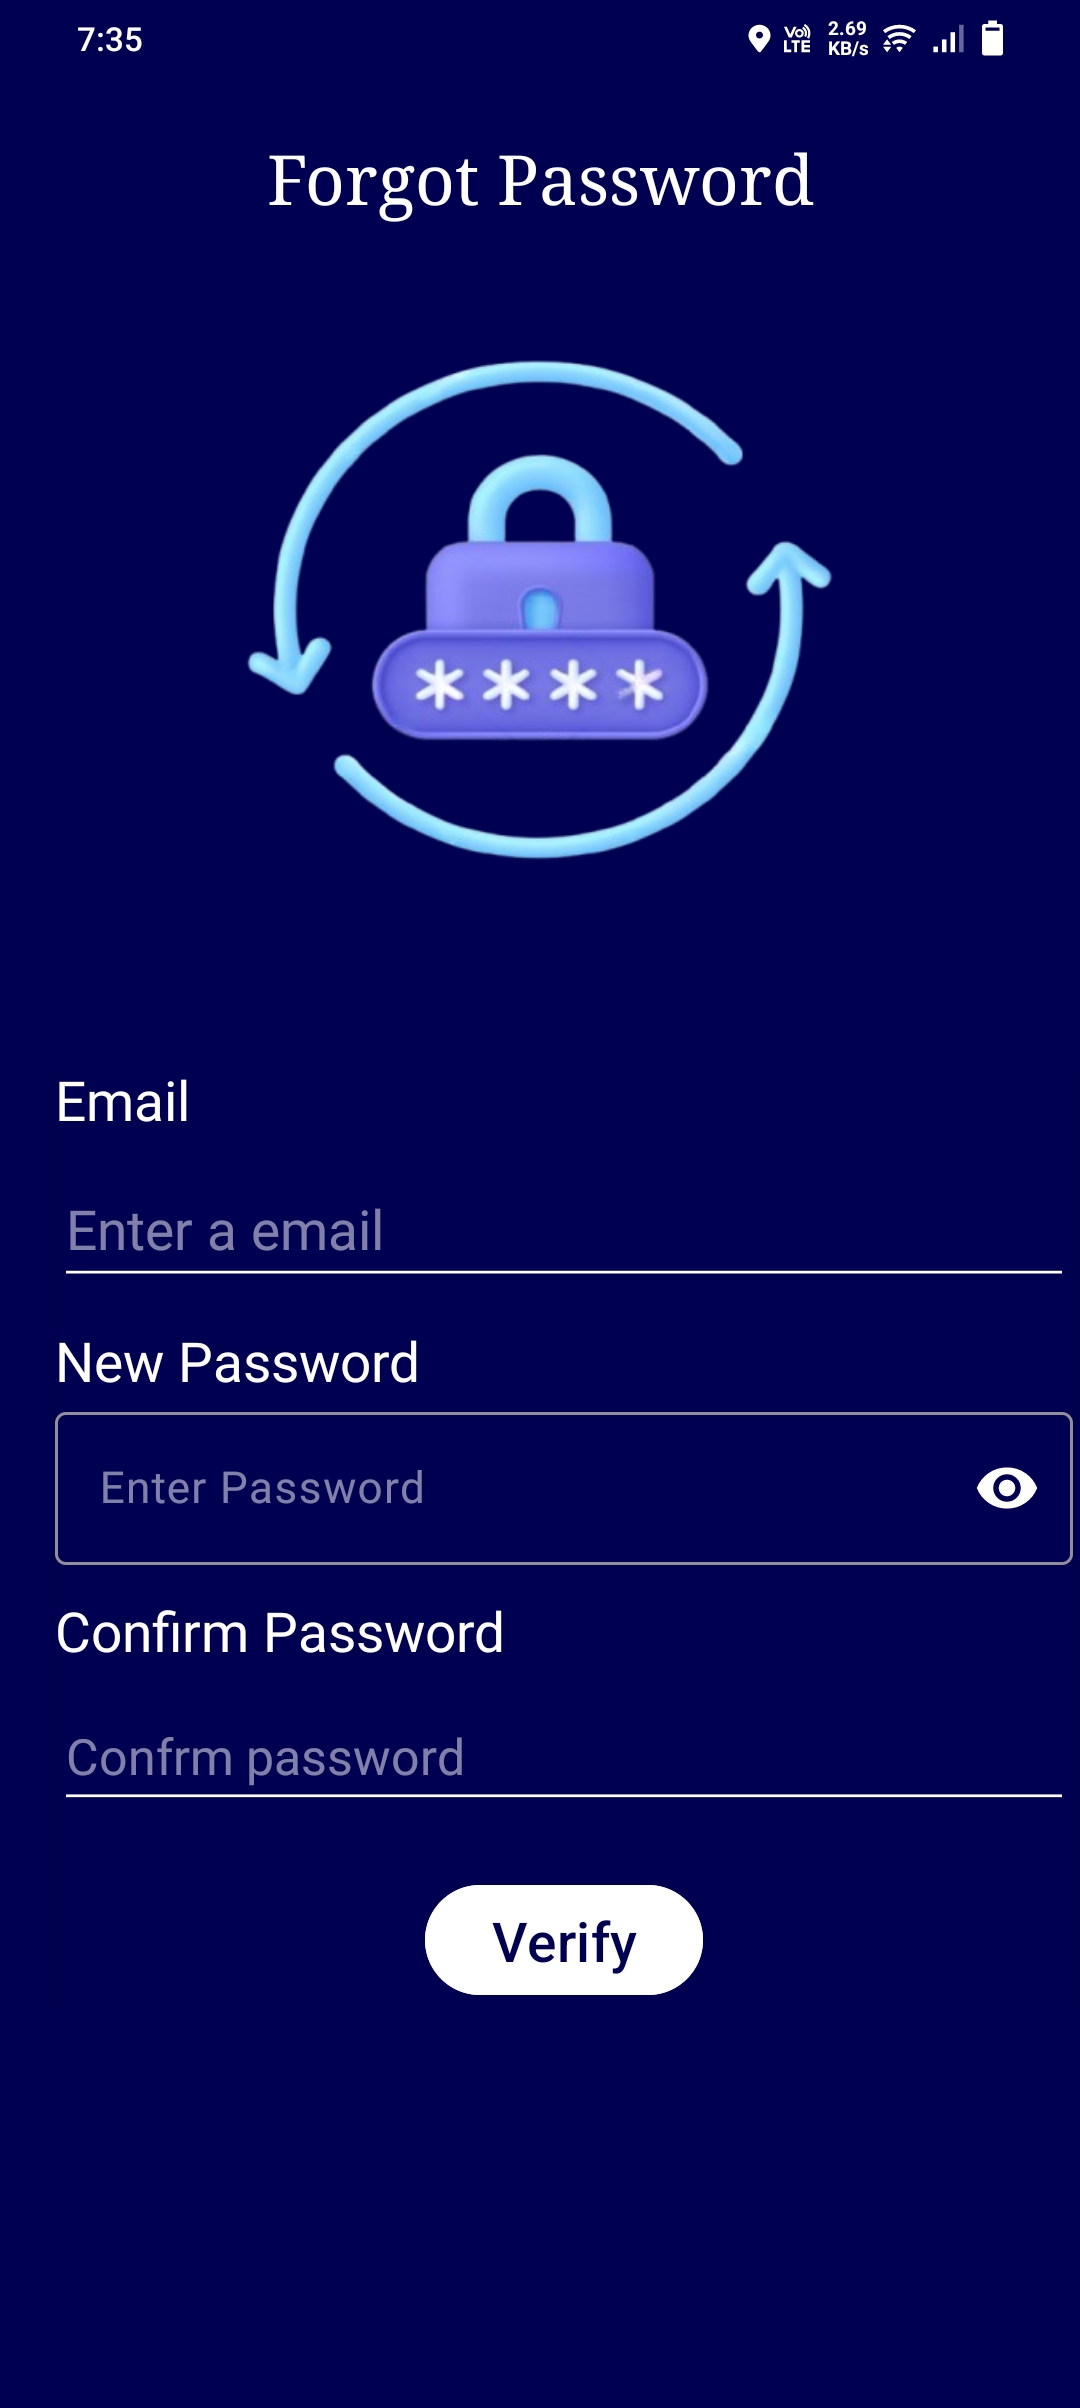 7:35
Vo)) LTE 2.69 KB/s
Forgot Password
****
Email
Enter a email
New Password
Enter Password
Confirm Password
Confrm password
Verify